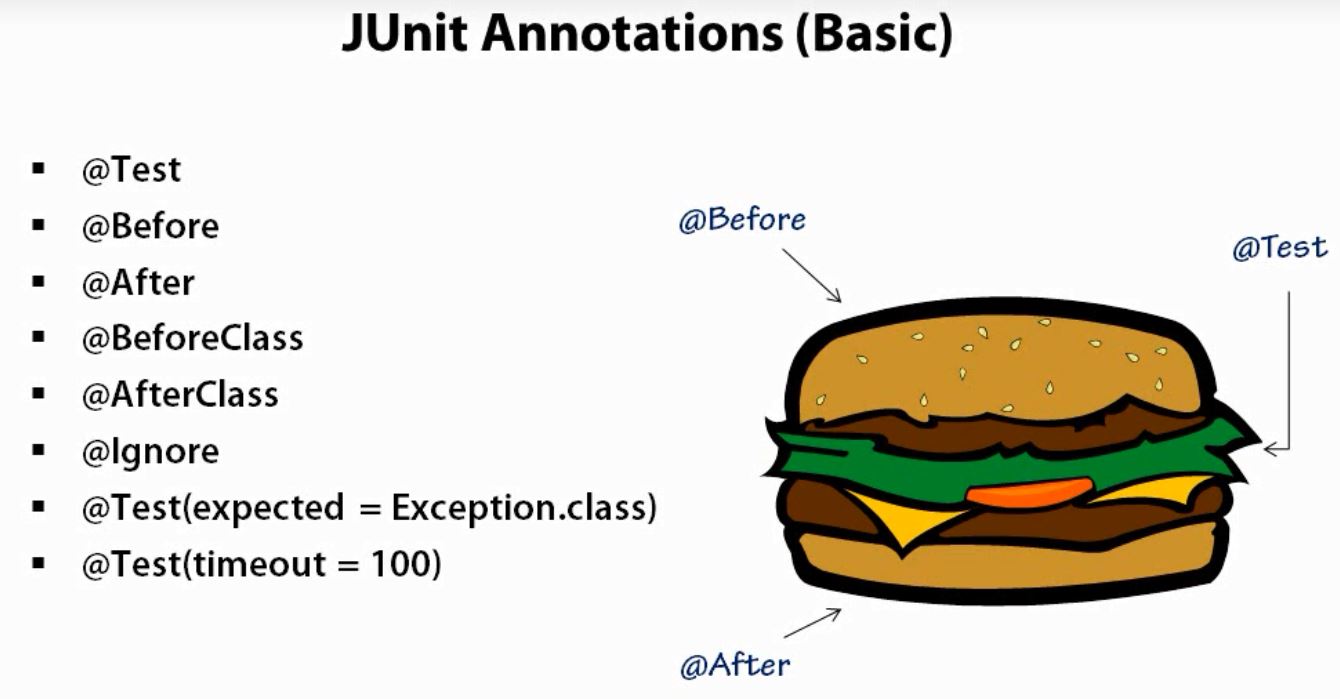 JUnit Annotations (Basic)
@Test
@Before
@After
@BeforeClass
@AfterClass
@Ignore
@Test(expected = Exception.class)
@Test(timeout = 100)
@Before
@Test
@After